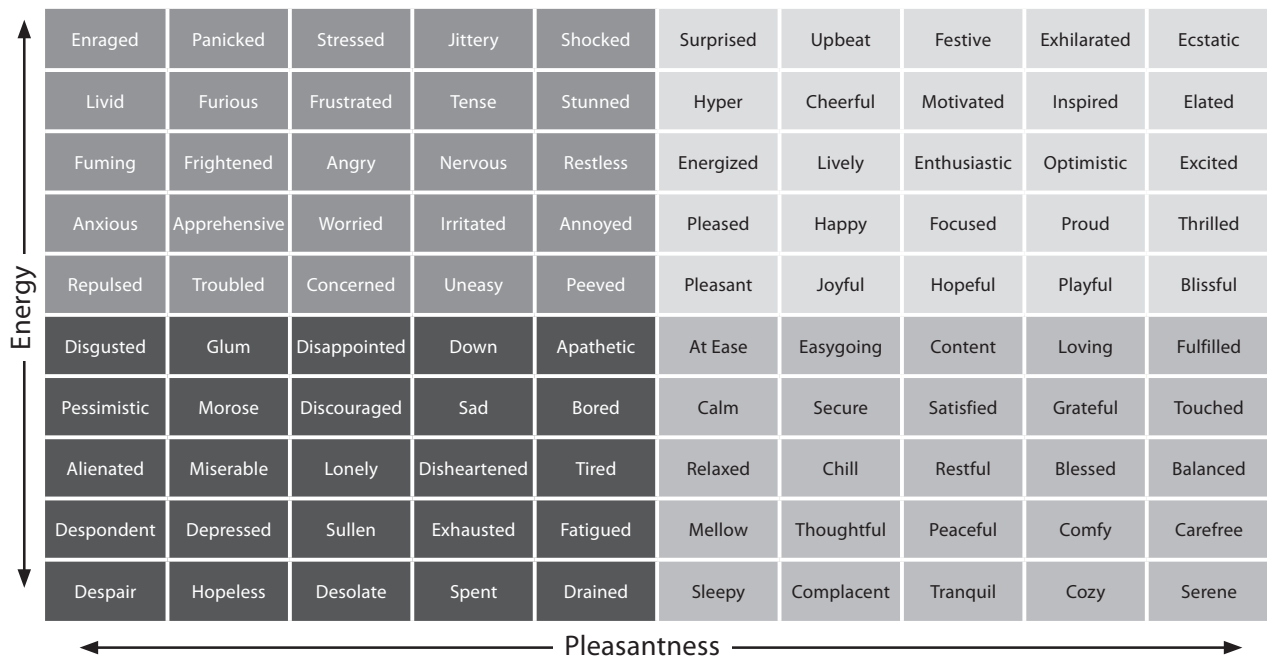 Enraged Panicked Stressed Jittery Shocked Surprised Upbeat Festive Exhilarated Ecstatic
Livid Furious Frustrated Tense Stunned Hyper Cheerful Motivated Inspired Elated
Fuming Frightened Angry Nervous Restless Energized Lively Enthusiastic Optimistic Excited
Anxious Apprehensive Worried Irritated Annoyed Pleased Happy Focused Proud Thrilled
Repulsed Troubled Concerned Uneasy Peeved Pleasant Joyful Hopeful Playful Blissful
Disgusted Glum Disappointed Down Apathetic At Ease Easygoing Content Loving Fulfilled
Pessimistic Morose Discouraged Sad Bored Calm Secure Satisfied Grateful Touched
Alienated Miserable Lonely Disheartened Tired Relaxed Chill Restful Blessed Balanced
Despondent Depressed Sullen Exhausted Fatigued Mellow Thoughtful Peaceful Comfy Carefree
Despair Hopeless Desolate Spent Drained Sleepy Complacent Tranquil Cozy Serene
Energy
Pleasantness